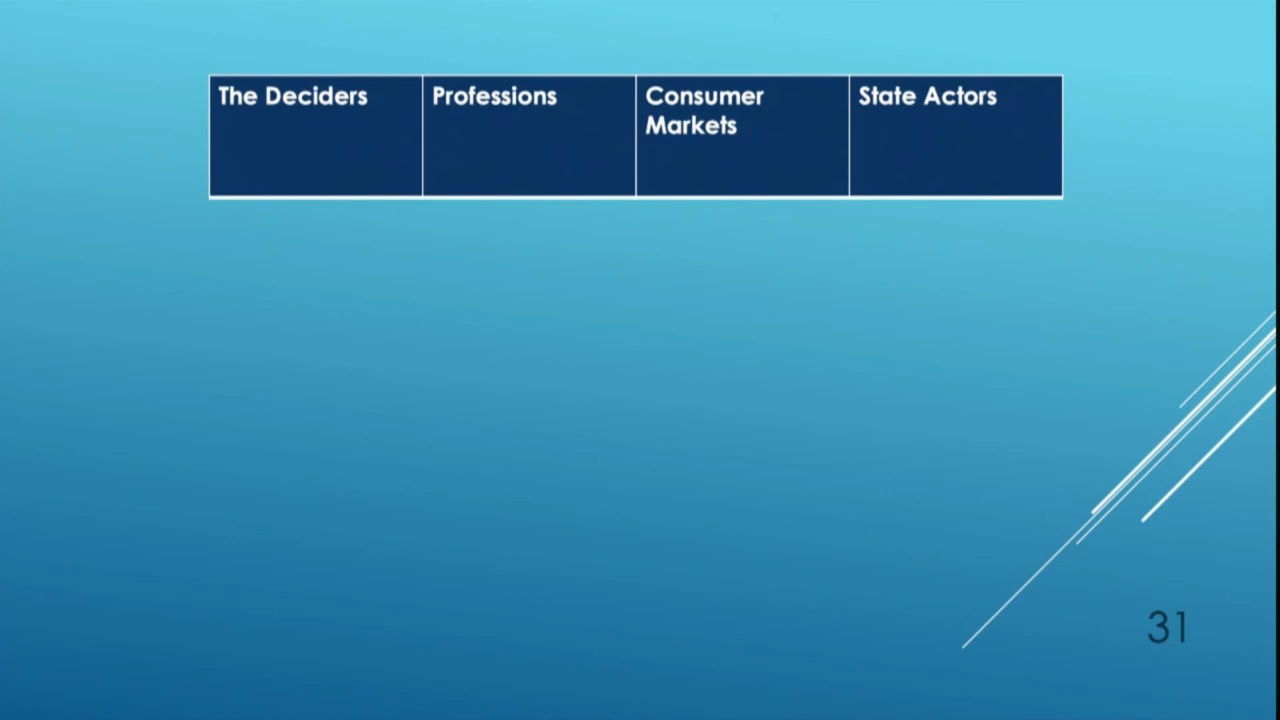 The Deciders
Professions
Consumer
Markets
State Actors
31